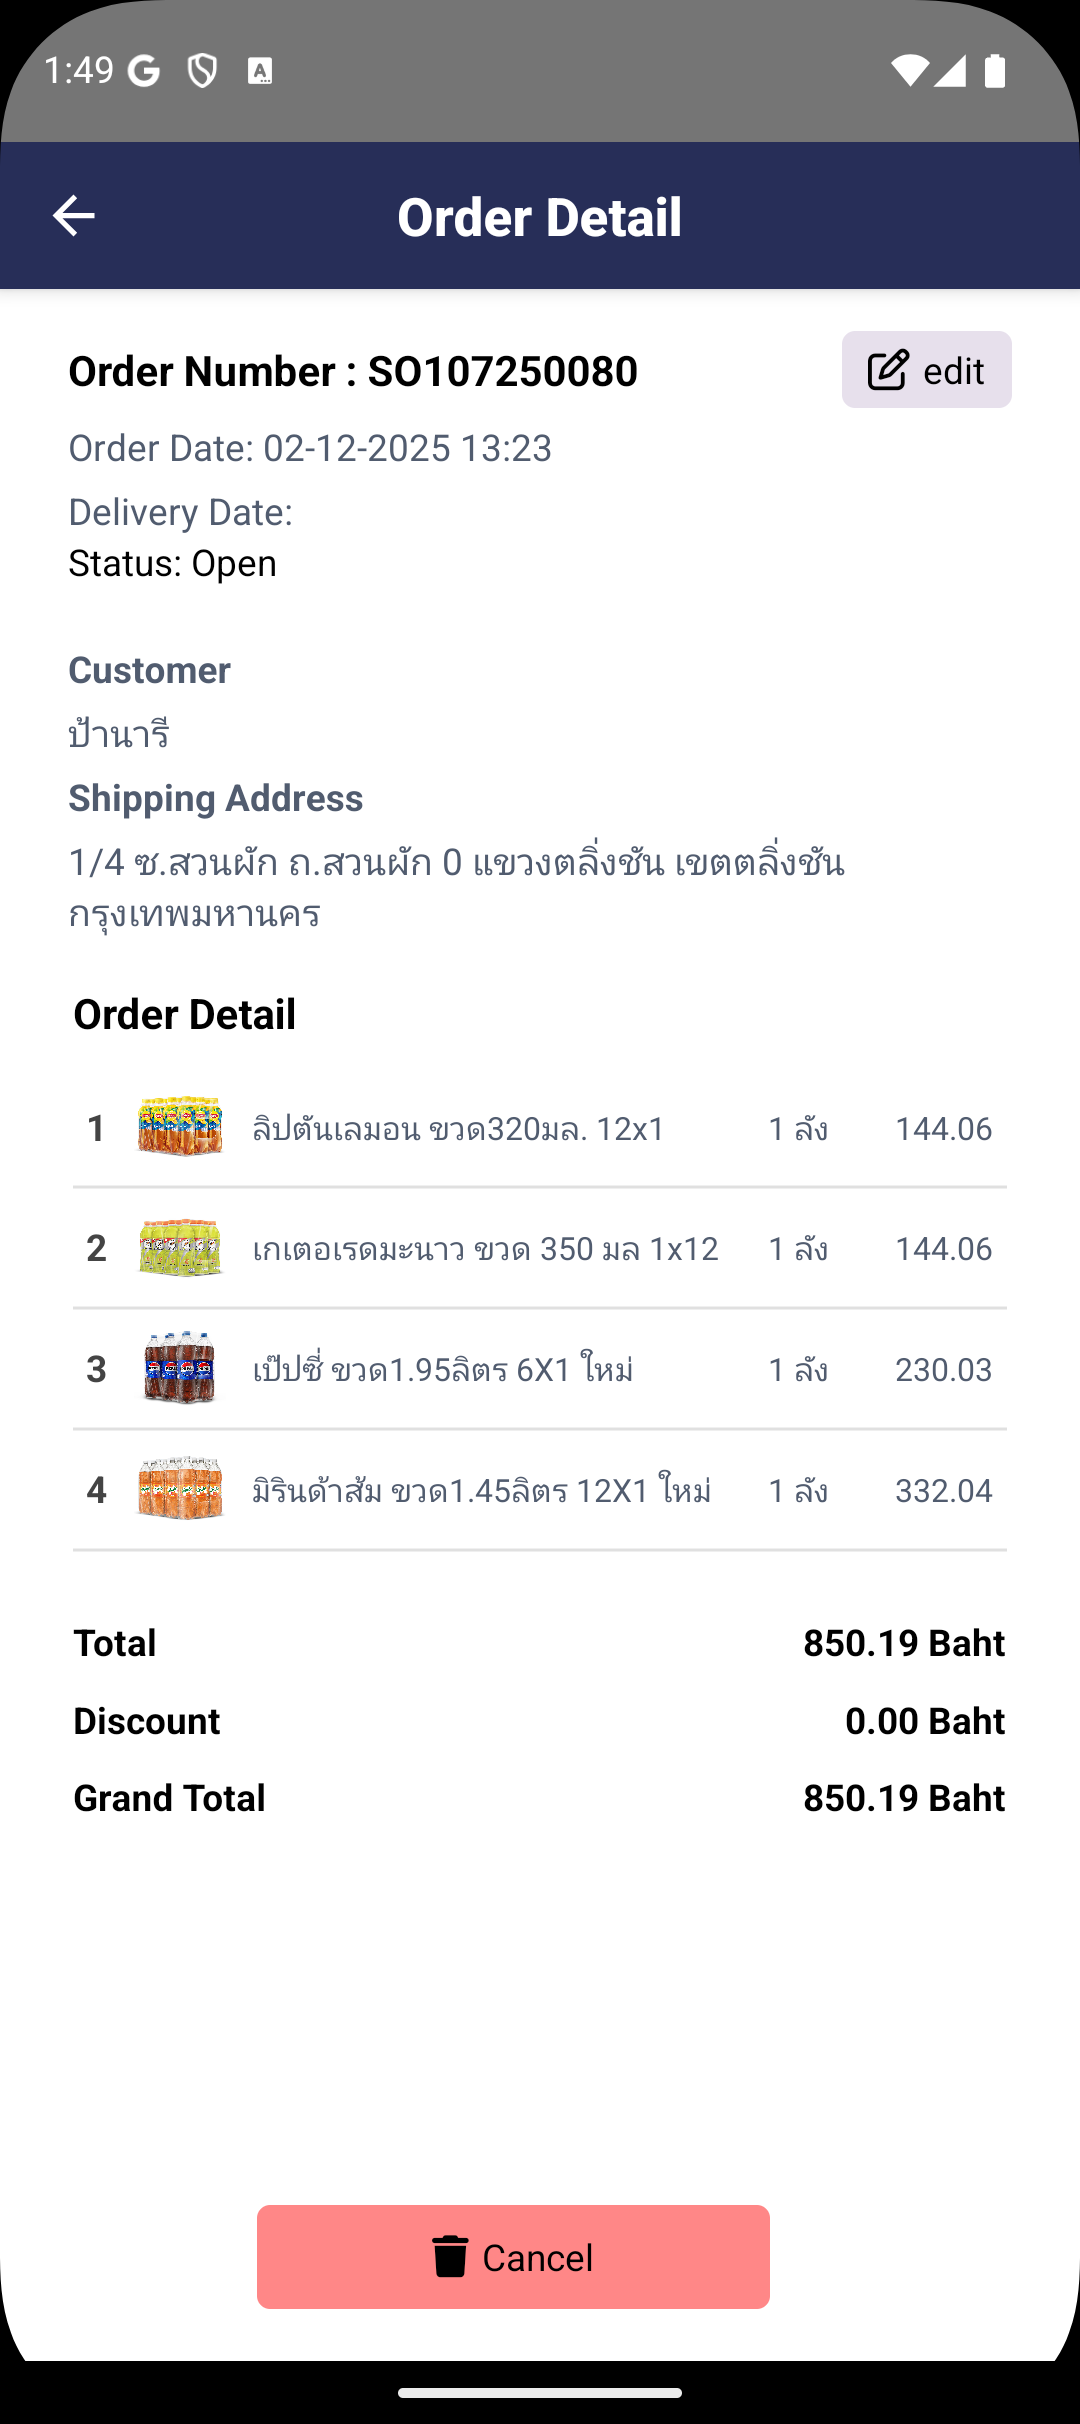 1:49
Order Detail
Order Number : SO107250080
edit
Order Date: 02-12-2025 13:23
Delivery Date:
Status: Open
Customer
ป้านารี
Shipping Address
1/4 ซ.สวนผัก ถ.สวนผัก 0 แขวงตลิ่งชัน เขตตลิ่งชัน
กรุงเทพมหานคร
Order Detail
1 ลิปตันเลมอน ขวด320มล. 12x1 1 ลัง 144.06
2 เกเตอเรดมะนาว ขวด 350 มล 1x12 1 ลัง 144.06
3 เป๊ปซี่ ขวด1.95ลิตร 6X1 ใหม่ 1 ลัง 230.03
4 มิรินด้าส้ม ขวด1.45ลิตร 12X1 ใหม่ 1 ลัง 332.04
Total 850.19 Baht
Discount 0.00 Baht
Grand Total 850.19 Baht
Cancel